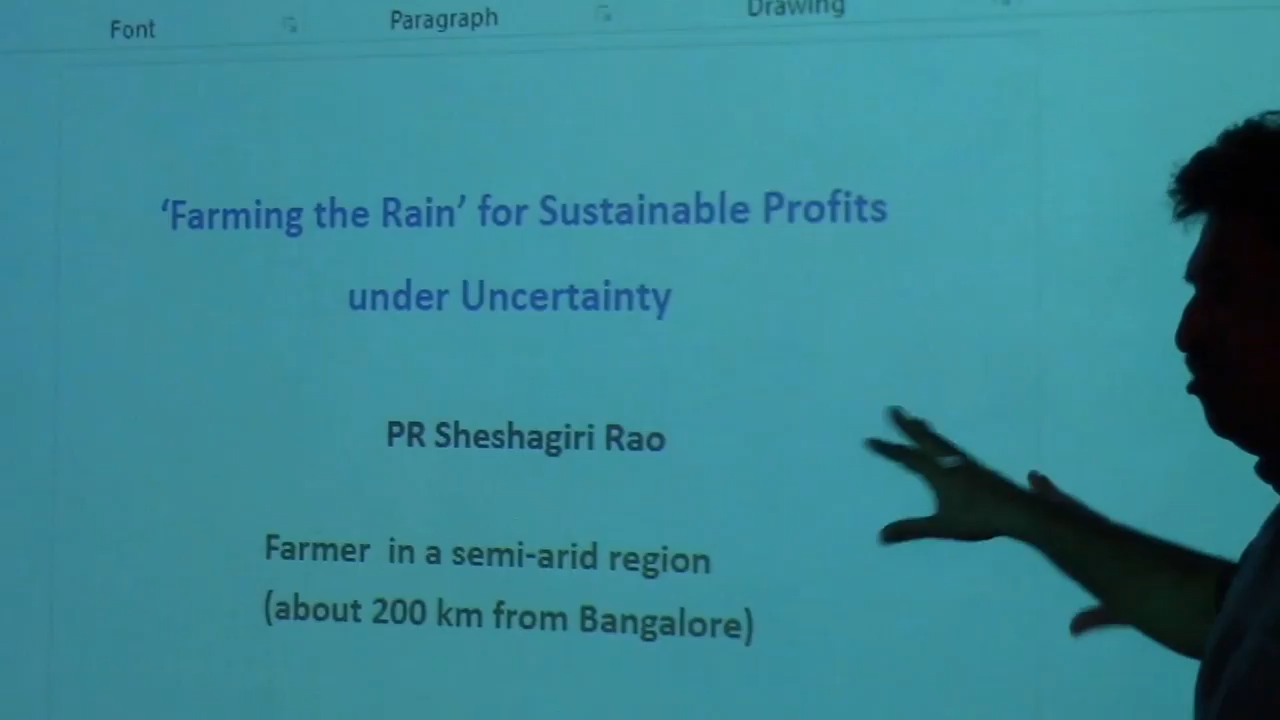 Font Paragraph Drawing
‘Farming the Rain’ for Sustainable Profits
under Uncertainty
PR Sheshagiri Rao
Farmer in a semi-arid region
(about 200 km from Bangalore)